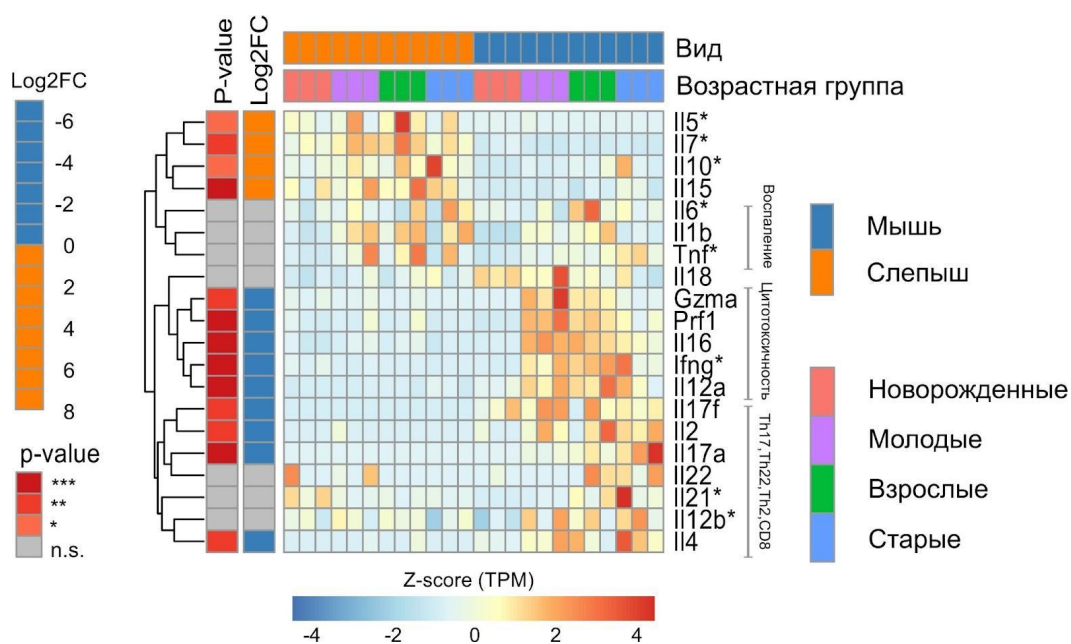 Вид
Возрастная группа
P-value
Log2FC
Log2FC
-6
-4
-2
0
2
4
6
8
p-value
***
**
*
n.s.
Il5*
Il7*
Il10*
Il15
Il6*
Il1b
Tnf*
Il18
Gzma
Prf1
Il16
Ifng*
Il12a
Il17f
Il2
Il17a
Il22
Il21*
Il12b*
Il4
Воспаление
Цитотоксичность
Th17,Th22,Th2,CD8
Мышь
Слепыш
Новорожденные
Молодые
Взрослые
Старые
Z-score (TPM)
-4 -2 0 2 4